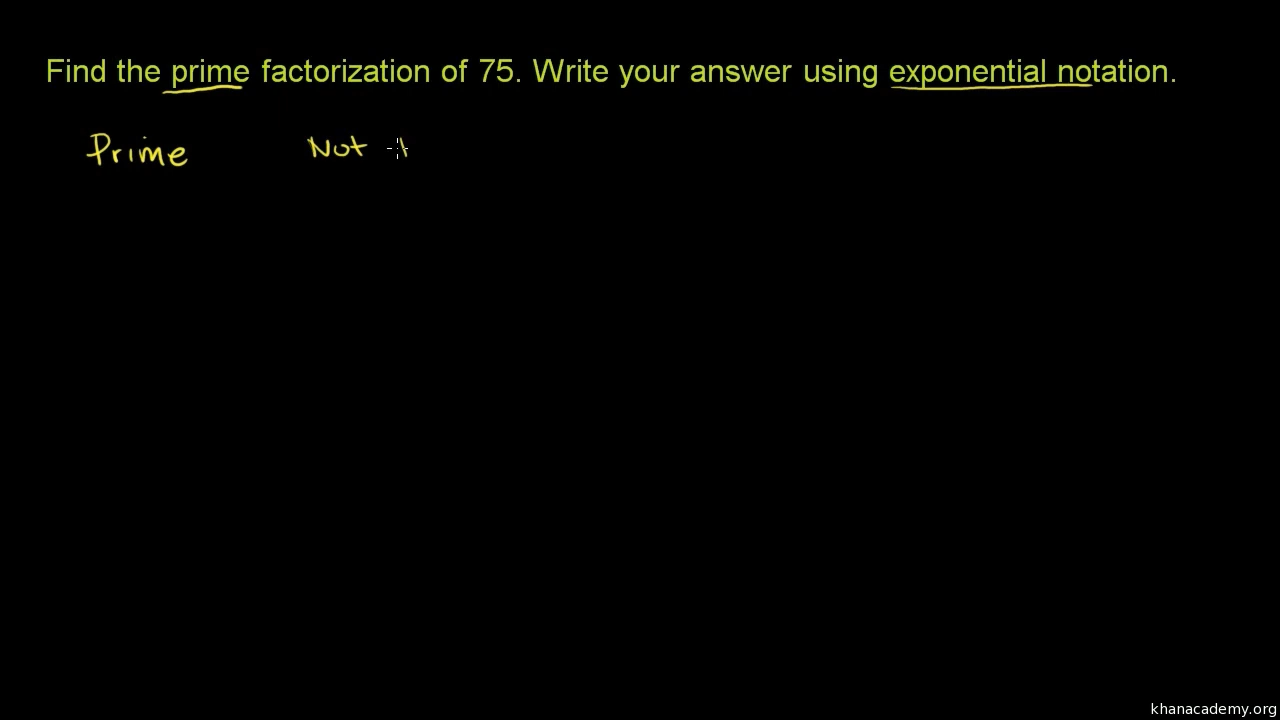 Find the prime factorization of 75. Write your answer using exponential notation.
Prime Not
khanacademy.org